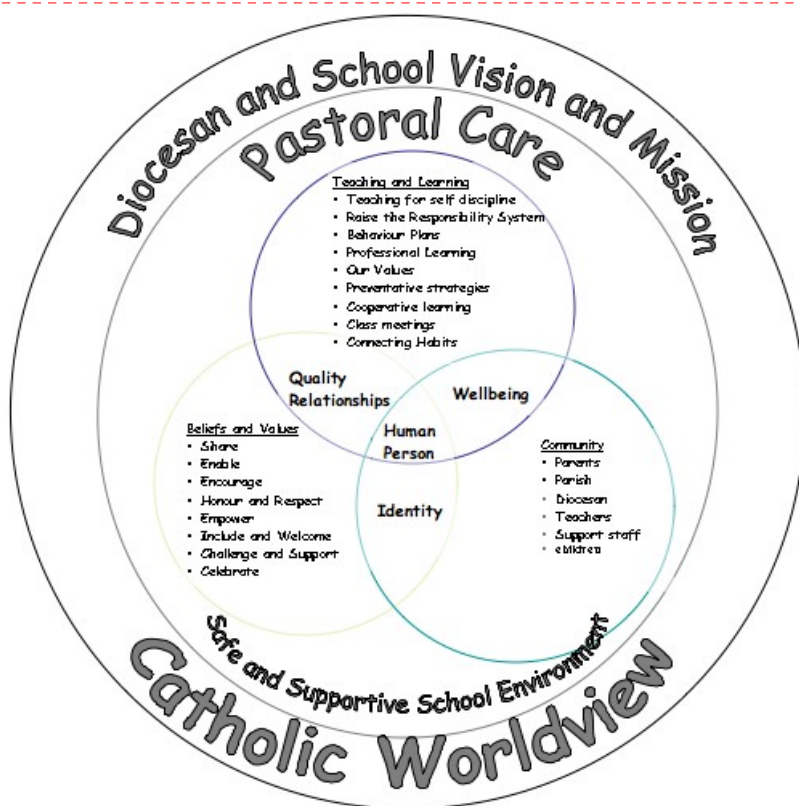 Diocesan and School Vision and Mission
Pastoral Care
Teaching and Learning
• Teaching for self discipline
• Raise the Responsibility System
• Behaviour Plans
• Professional Learning
• Our Values
• Preventative strategies
• Cooperative learning
• Class meetings
• Connecting Habits
Quality
Relationships
Wellbeing
Human
Person
Identity
Beliefs and Values
• Share
• Enable
• Encourage
• Honour and Respect
• Empower
• Include and Welcome
• Challenge and Support
• Celebrate
Community
• Parents
• Parish
• Diocesan
• Teachers
• Support staff
• children
Safe and Supportive School Environment
Catholic Worldview